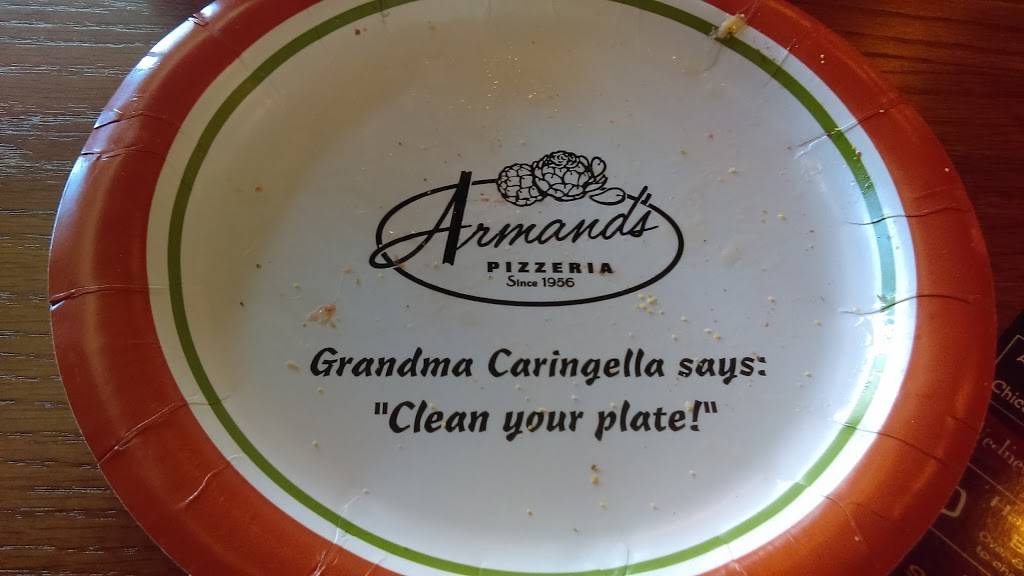 Armand's
PIZZERIA
Since 1956
Grandma Caringella says:
"Clean your plate!"